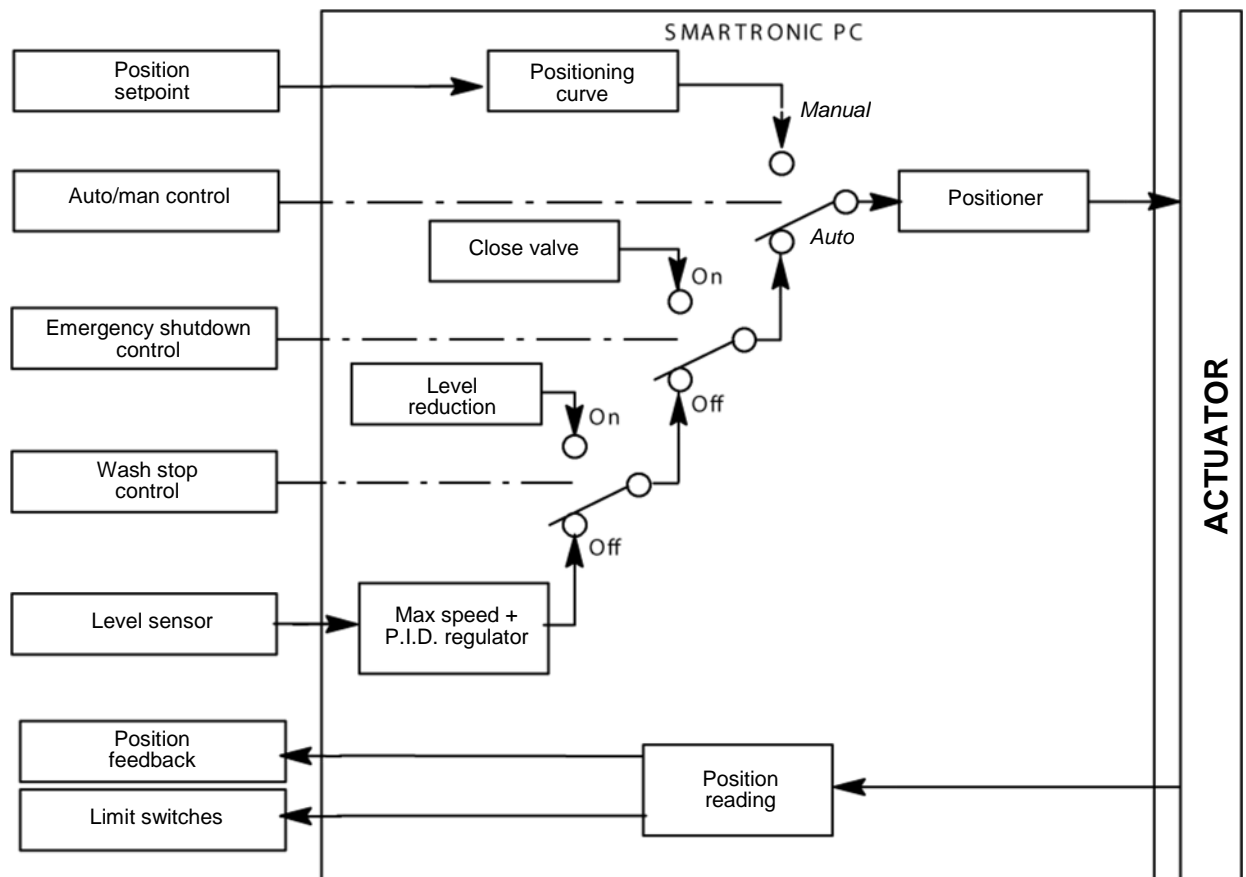 SMARTRONIC PC
Position
setpoint
Positioning
curve
Manual
Auto/man control
Positioner
Auto
Close valve
On
Emergency shutdown
control
Off
Level
reduction
On
Wash stop
control
Off
Level sensor
Max speed +
P.I.D. regulator
Position
feedback
Position
reading
Limit switches
ACTUATOR